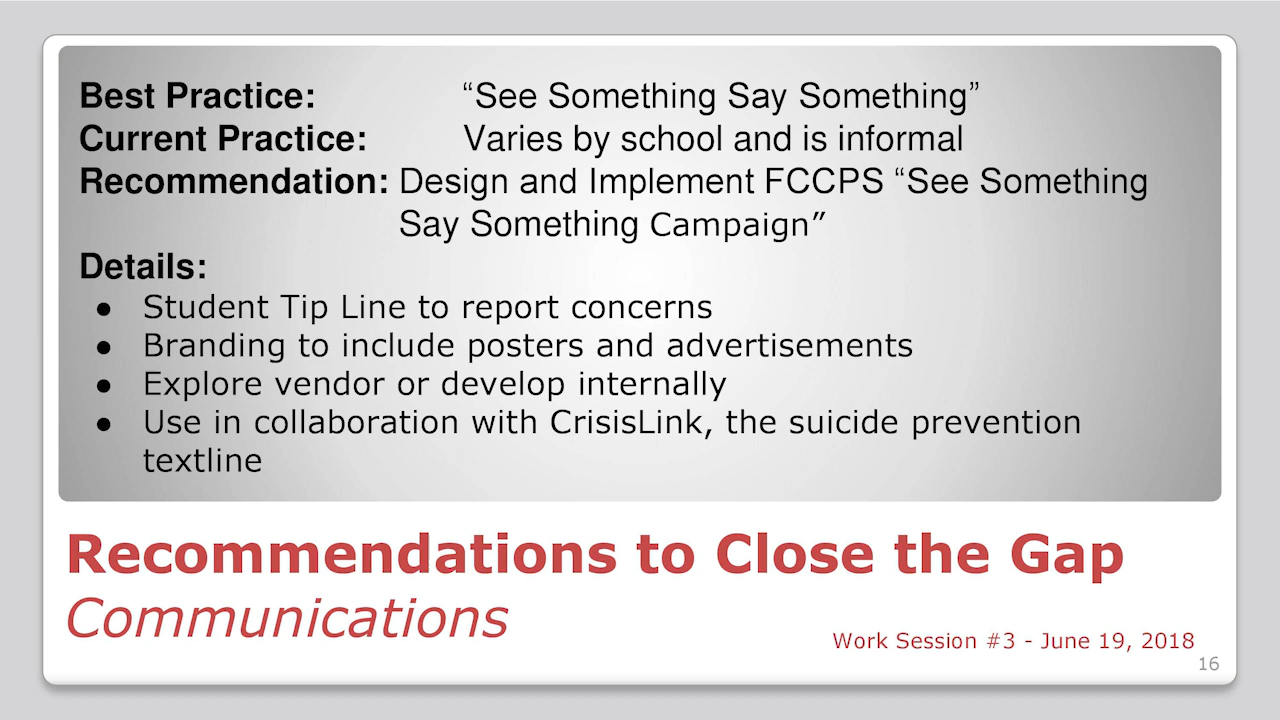 Best Practice: “See Something Say Something”
Current Practice: Varies by school and is informal
Recommendation: Design and Implement FCCPS “See Something
Say Something Campaign”
Details:
● Student Tip Line to report concerns
● Branding to include posters and advertisements
● Explore vendor or develop internally
● Use in collaboration with CrisisLink, the suicide prevention
textline
Recommendations to Close the Gap
Communications
Work Session #3 - June 19, 2018
16